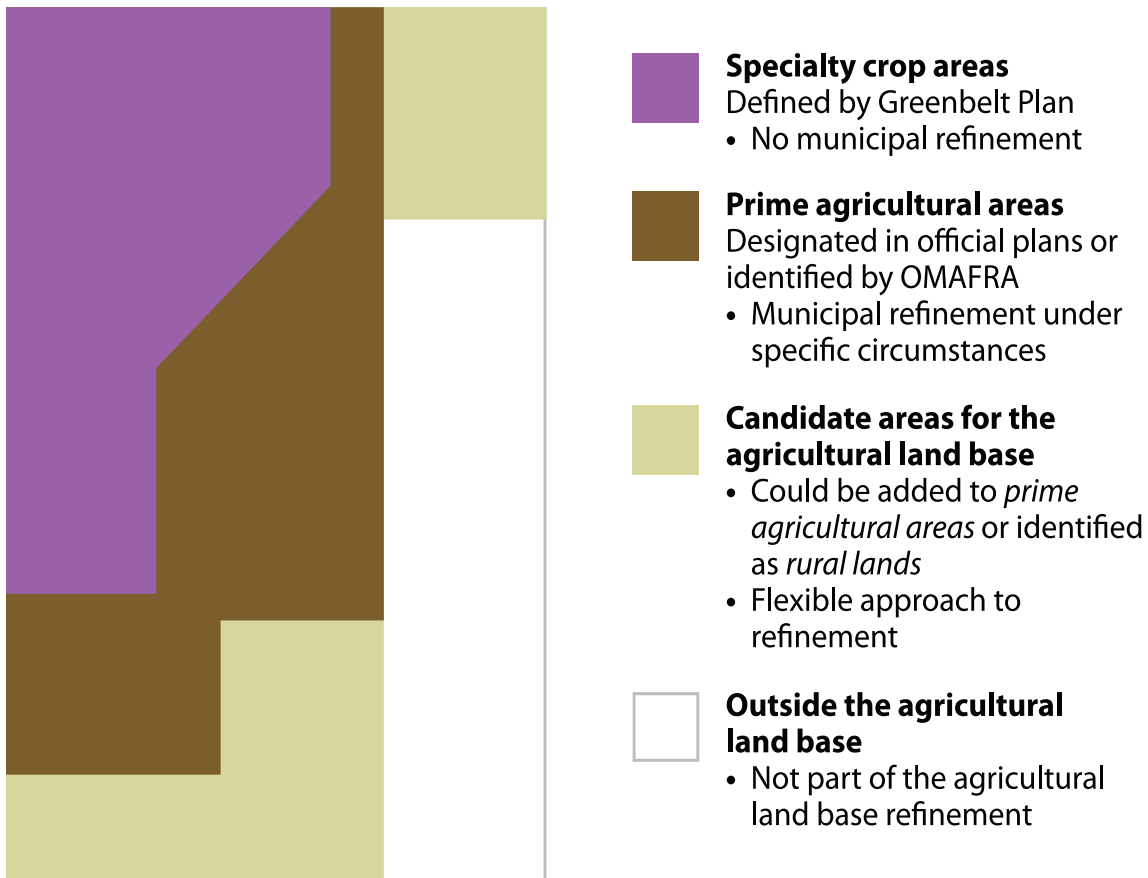 Specialty crop areas
Defined by Greenbelt Plan
• No municipal refinement
Prime agricultural areas
Designated in official plans or
identified by OMAFRA
• Municipal refinement under
specific circumstances
Candidate areas for the
agricultural land base
• Could be added to prime
agricultural areas or identified
as rural lands
• Flexible approach to
refinement
Outside the agricultural
land base
• Not part of the agricultural
land base refinement